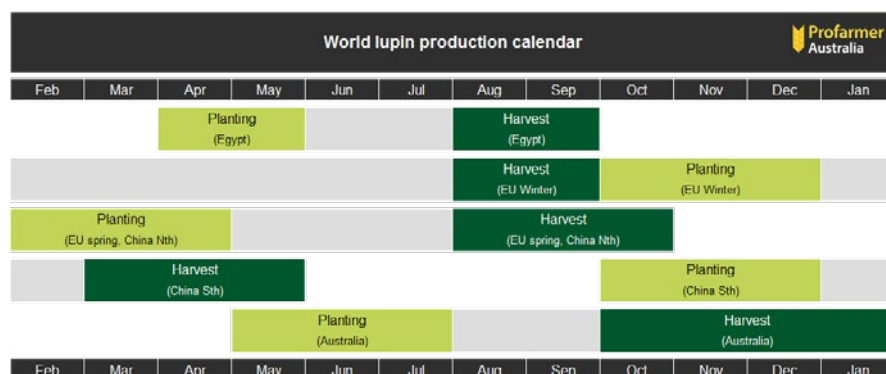 World lupin production calendar
Profarmer
Australia
Feb Mar Apr May Jun Jul Aug Sep Oct Nov Dec Jan
Planting Harvest
(Egypt) (Egypt)
Harvest Planting
(EU Winter) (EU Winter)
Planting Harvest
(EU spring, China Nth) (EU spring, China Nth)
Harvest Planting
(China Sth) (China Sth)
Planting Harvest
(Australia) (Australia)
Feb Mar Apr May Jun Jul Aug Sep Oct Nov Dec Jan